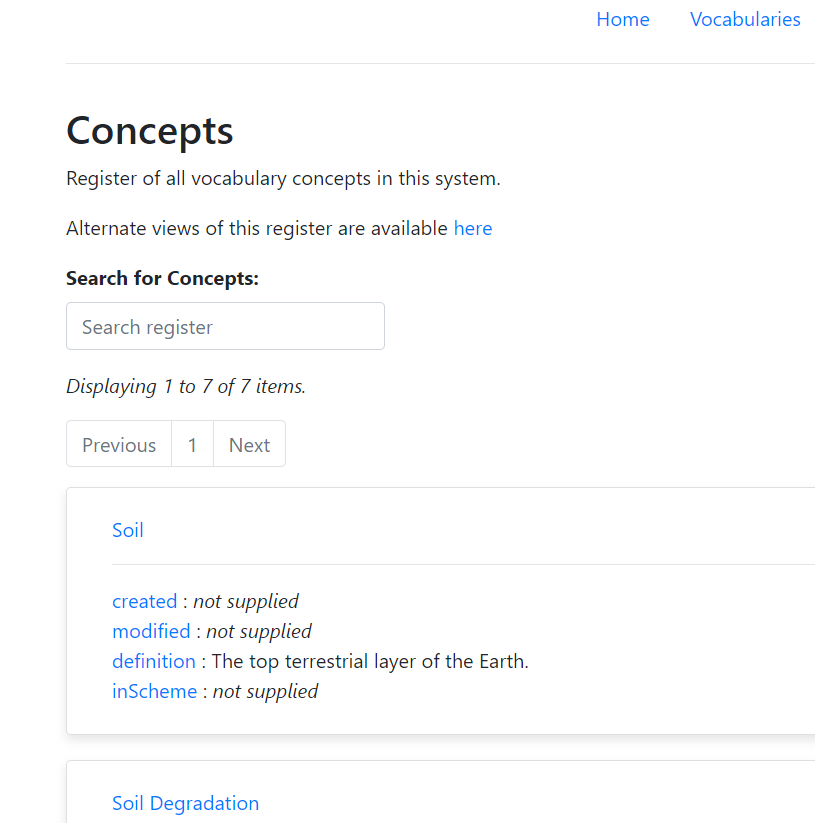 Home Vocabularies
Concepts
Register of all vocabulary concepts in this system.
Alternate views of this register are available here
Search for Concepts:
Search register
Displaying 1 to 7 of 7 items.
Previous 1 Next
Soil
created : not supplied
modified : not supplied
definition : The top terrestrial layer of the Earth.
inScheme : not supplied
Soil Degradation